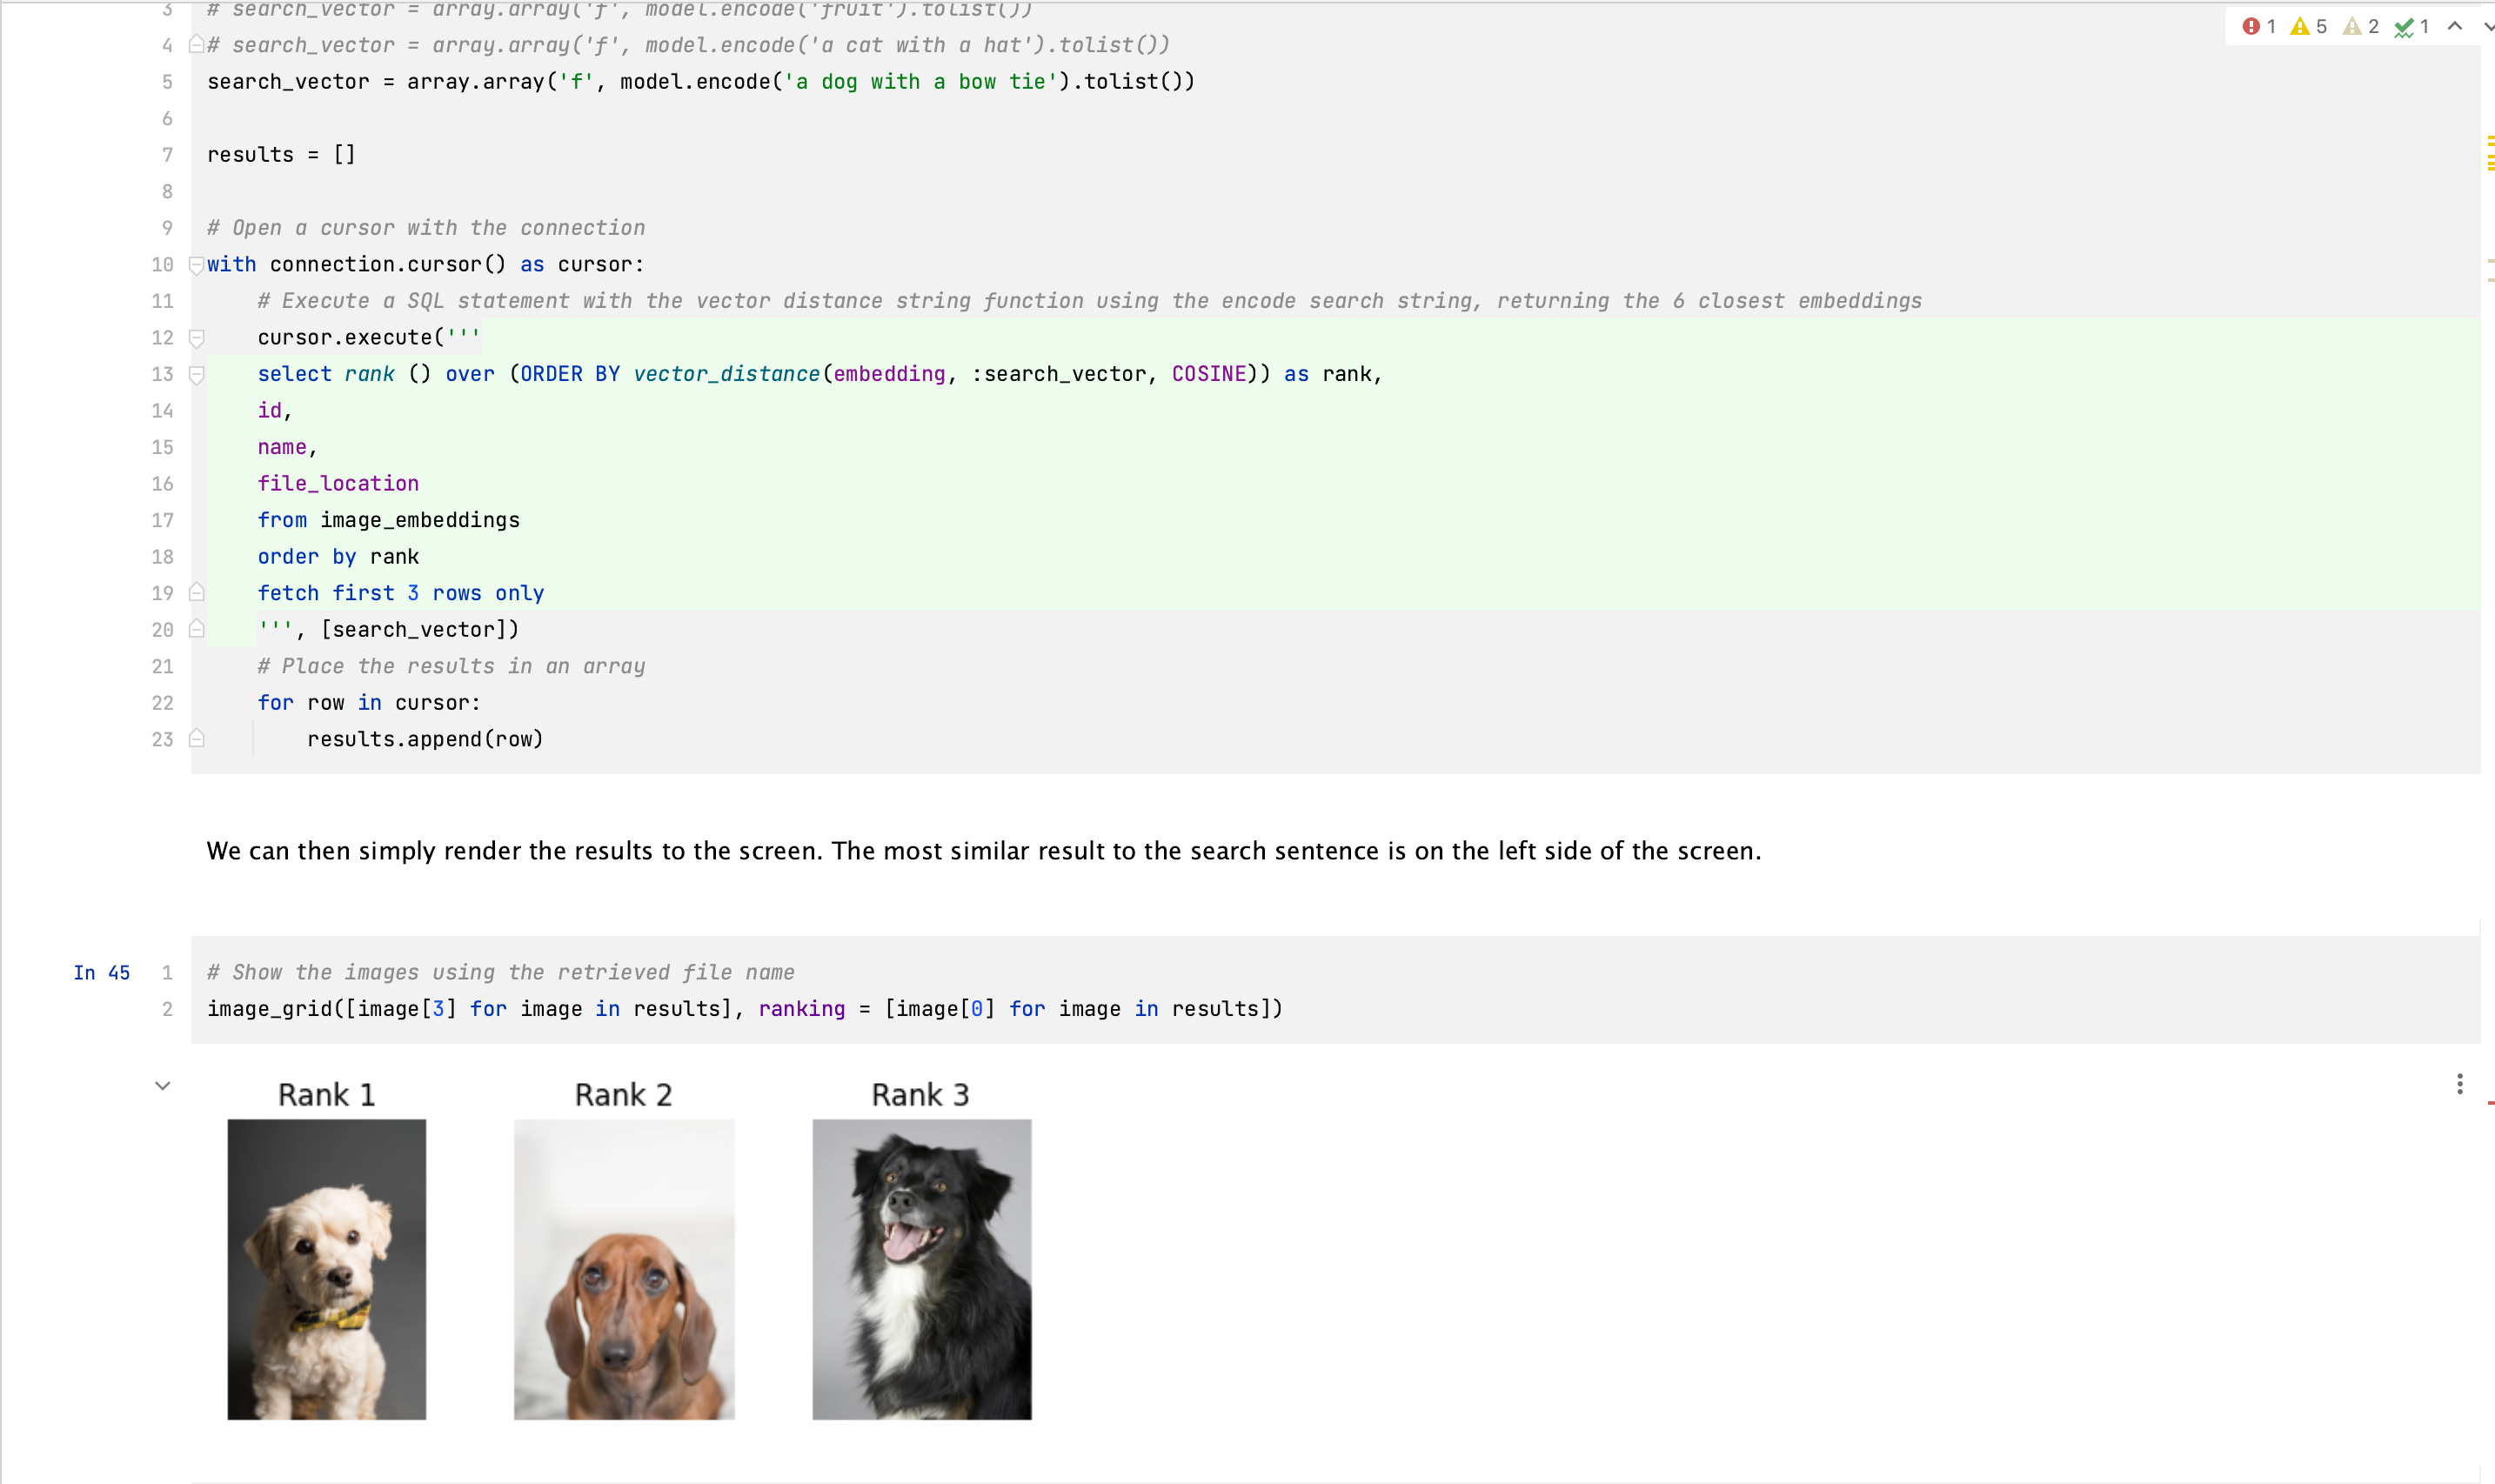 3 # search_vector = array.array('f', model.encode('fruit').tolist())
1 5 2 1
4 # search_vector = array.array('f', model.encode('a cat with a hat').tolist())
5 search_vector = array.array('f', model.encode('a dog with a bow tie').tolist())
6
7 results = []
8
9 # Open a cursor with the connection
10 with connection.cursor() as cursor:
11 # Execute a SQL statement with the vector distance string function using the encode search string, returning the 6 closest embeddings
12 cursor.execute('''
13 select rank () over (ORDER BY vector_distance(embedding, :search_vector, COSINE)) as rank,
14 id,
15 name,
16 file_location
17 from image_embeddings
18 order by rank
19 fetch first 3 rows only
20 ''', [search_vector])
21 # Place the results in an array
22 for row in cursor:
23 results.append(row)
We can then simply render the results to the screen. The most similar result to the search sentence is on the left side of the screen.
In 45 1 # Show the images using the retrieved file name
2 image_grid([image[3] for image in results], ranking = [image[0] for image in results])
Rank 1 Rank 2 Rank 3